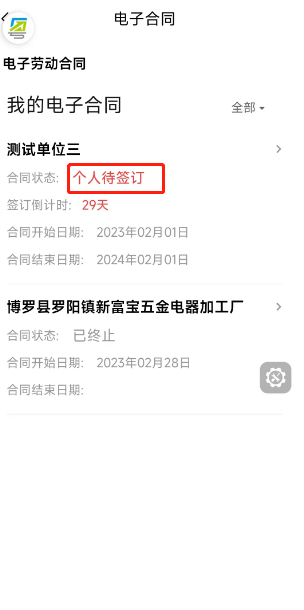 电子合同
电子劳动合同
我的电子合同 全部
测试单位三
合同状态: 个人待签订
签订倒计时: 29天
合同开始日期: 2023年02月01日
合同结束日期: 2024年02月01日
博罗县罗阳镇新富宝五金电器加工厂
合同状态: 已终止
合同开始日期: 2023年02月28日
合同结束日期: